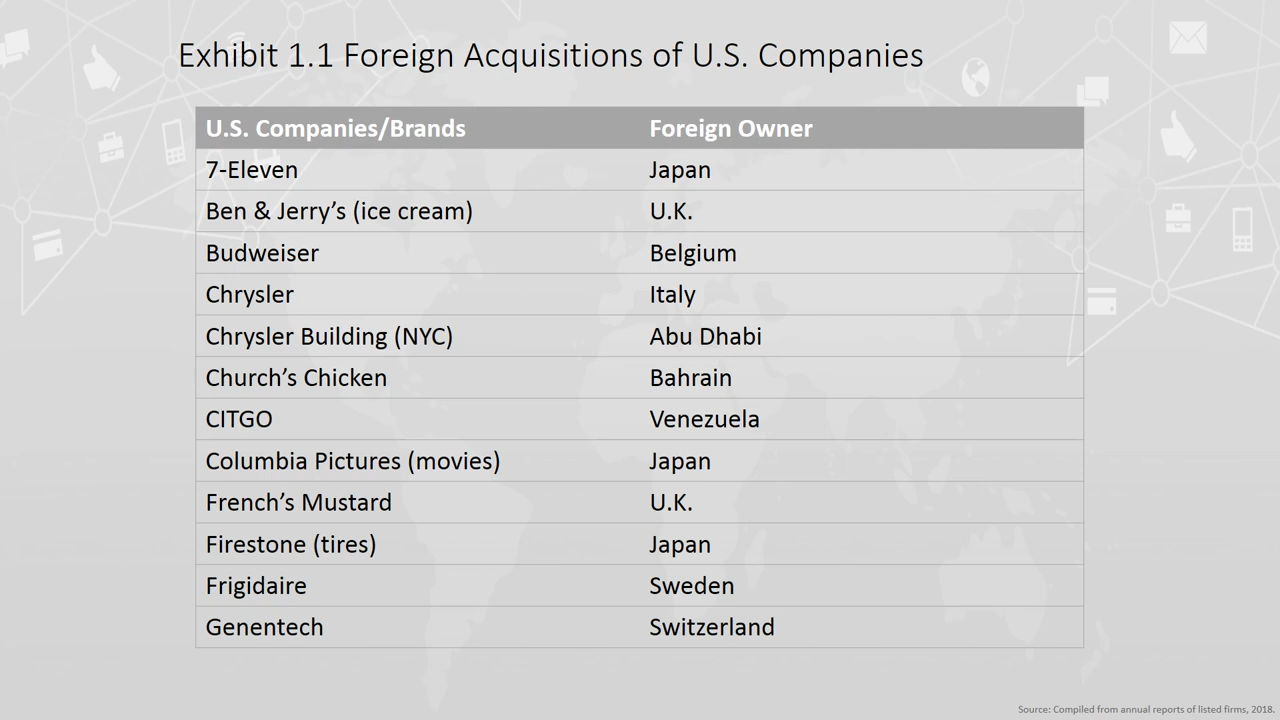 Exhibit 1.1 Foreign Acquisitions of U.S. Companies
U.S. Companies/Brands Foreign Owner
7-Eleven Japan
Ben & Jerry’s (ice cream) U.K.
Budweiser Belgium
Chrysler Italy
Chrysler Building (NYC) Abu Dhabi
Church’s Chicken Bahrain
CITGO Venezuela
Columbia Pictures (movies) Japan
French’s Mustard U.K.
Firestone (tires) Japan
Frigidaire Sweden
Genentech Switzerland
Source: Compiled from annual reports of listed firms, 2018.